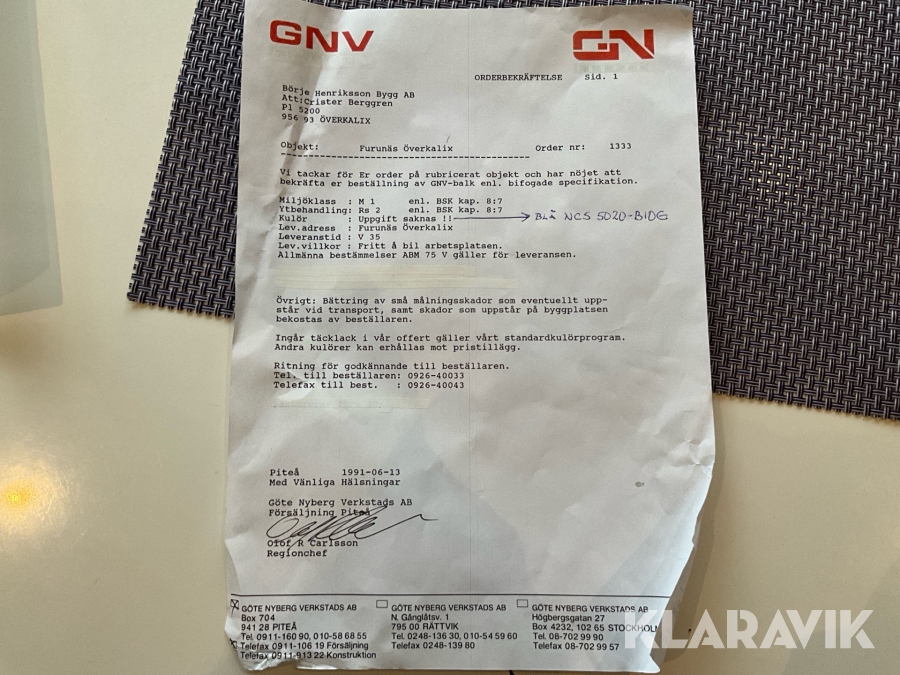 GNV GN
ORDERBEKRÄFTELSE Sid. 1
Börje Henriksson Bygg AB
Att:Crister Berggren
Pl 5200
956 93 ÖVERKALIX
Objekt: Furunäs Överkalix Order nr: 1333
Vi tackar för Er order på rubricerat objekt och har nöjet att
bekräfta er beställning av GNV-balk enl. bifogade specifikation.
Miljöklass : M 1 enl. BSK kap. 8:7
Ytbehandling: Rs 2 enl. BSK kap. 8:7
Kulör : Uppgift saknas !! → BLÅ NCS 5020-B10G
Lev.adress : Furunäs Överkalix
Leveranstid : V 35
Lev.villkor : Fritt å bil arbetsplatsen.
Allmänna bestämmelser ABM 75 V gäller för leveransen.
Övrigt: Bättring av små målningsskador som eventuellt upp-
står vid transport, samt skador som uppstår på byggplatsen
bekostas av beställaren.
Ingår täcklack i vår offert gäller vårt standardkulörprogram.
Andra kulörer kan erhållas mot pristillägg.
Ritning för godkännande till beställaren.
Tel. till beställaren: 0926-40033
Telefax till best. : 0926-40043
Piteå 1991-06-13
Med Vänliga Hälsningar
Göte Nyberg Verkstads AB
Försäljning Piteå
Olof R Carlsson
Regionchef
GÖTE NYBERG VERKSTADS AB
Box 704
941 28 PITEÅ
Tel. 0911-160 90, 010-58 68 55
Telefax 0911-106 19 Försäljning
Telefax 0911-913 22 Konstruktion
GÖTE NYBERG VERKSTADS AB
N. Gånglåtsv. 1
795 00 RÄTTVIK
Tel. 0248-136 30, 010-54 59 60
Telefax 0248-139 80
GÖTE NYBERG VERKSTADS AB
Högbergsgatan 27
Box 4232, 102 65 STOCKHOLM
Tel. 08-702 99 90
Telefax 08-702 99 57
KLARAVIK